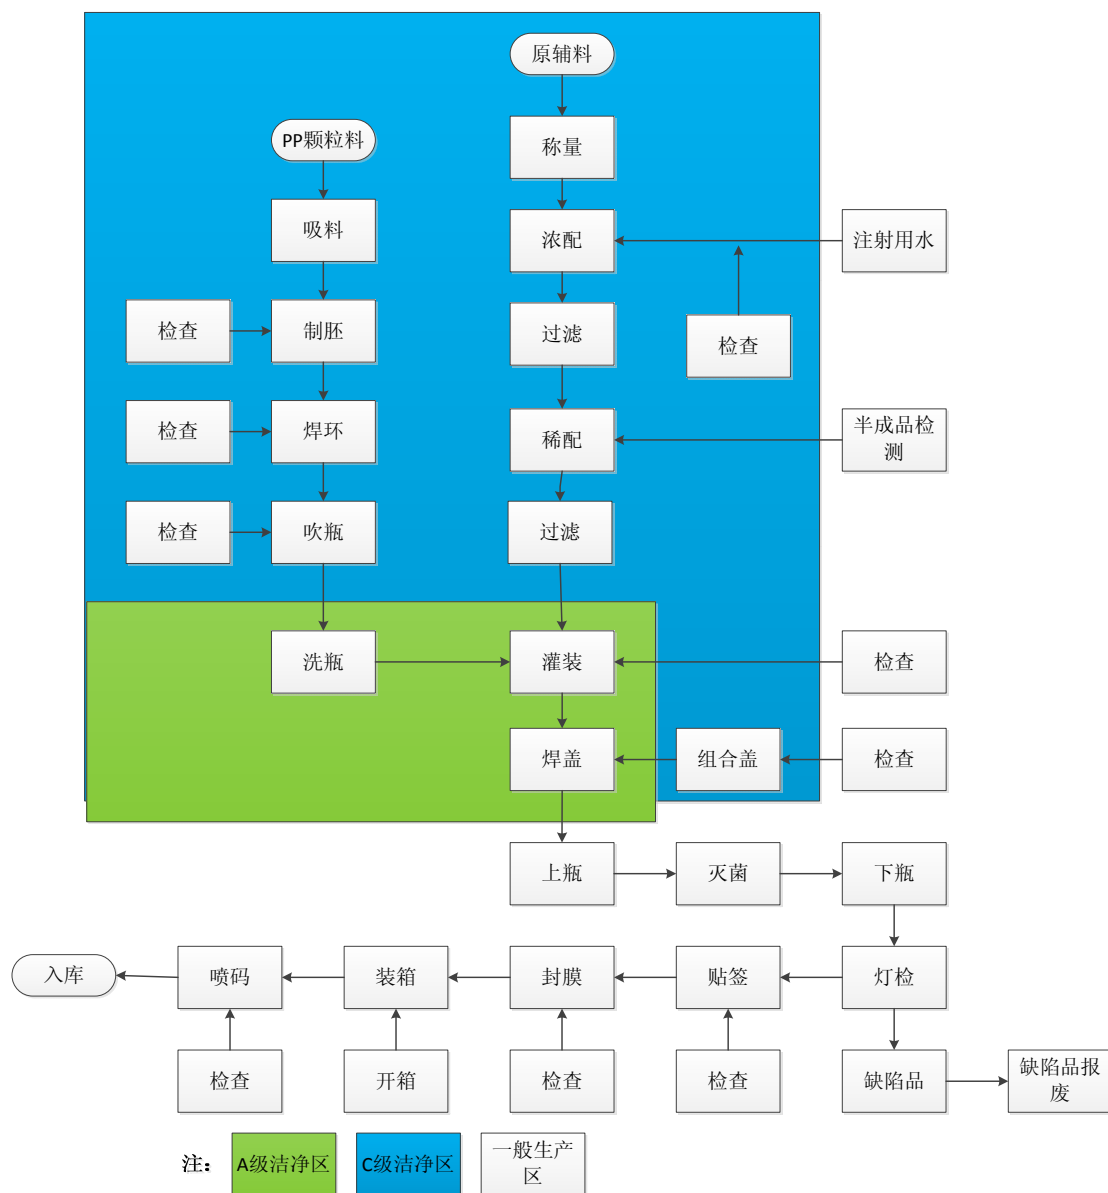 原辅料
PP颗粒料
称量
吸料
浓配
注射用水
检查
制胚
过滤
检查
检查
焊环
稀配
半成品检
测
检查
吹瓶
过滤
洗瓶
灌装
检查
焊盖
组合盖
检查
上瓶
灭菌
下瓶
入库
喷码
装箱
封膜
贴签
灯检
检查
开箱
检查
检查
缺陷品
缺陷品报
废
注：
A级洁净区
C级洁净区
一般生产
区